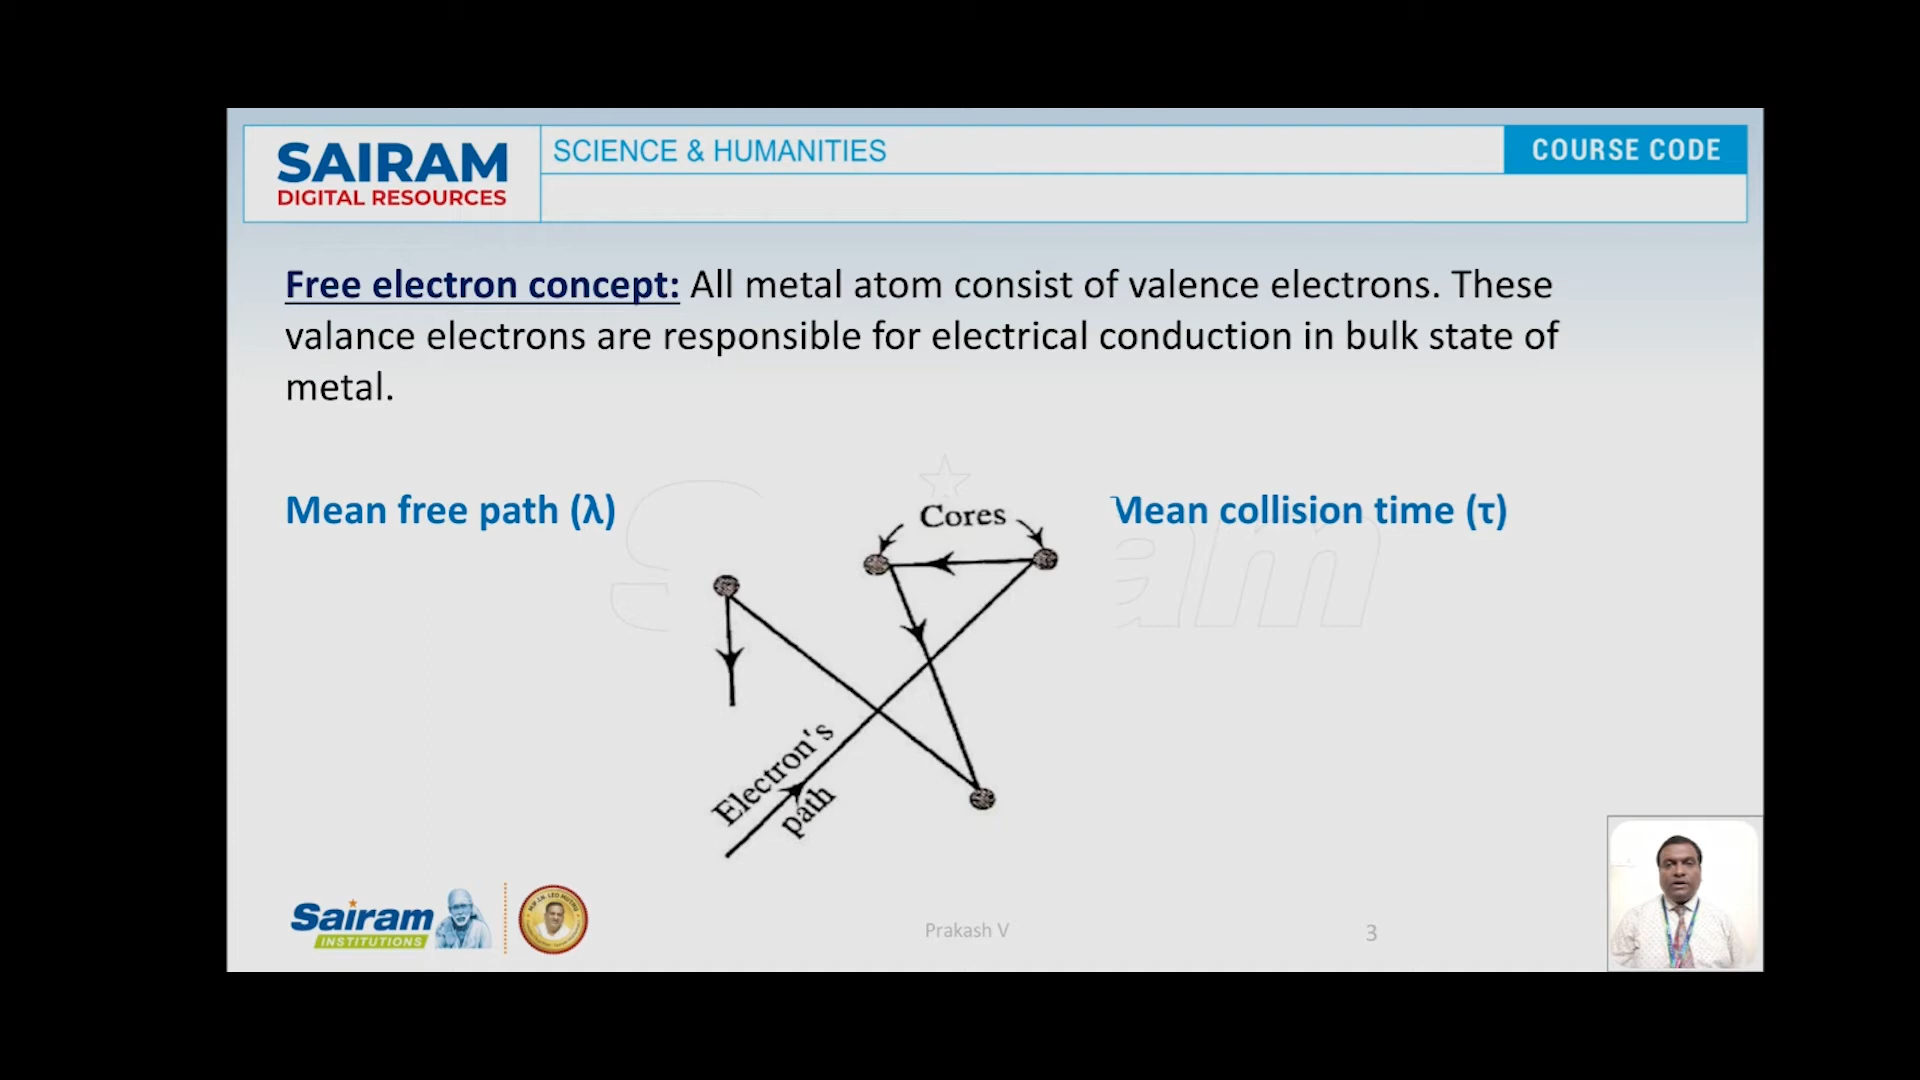 SAIRAM
DIGITAL RESOURCES
SCIENCE & HUMANITIES
COURSE CODE
Free electron concept: All metal atom consist of valence electrons. These
valance electrons are responsible for electrical conduction in bulk state of
metal.
Mean free path (λ)
Cores
Mean collision time (τ)
Electron's
path
Sairam
INSTITUTIONS
Prakash V
3